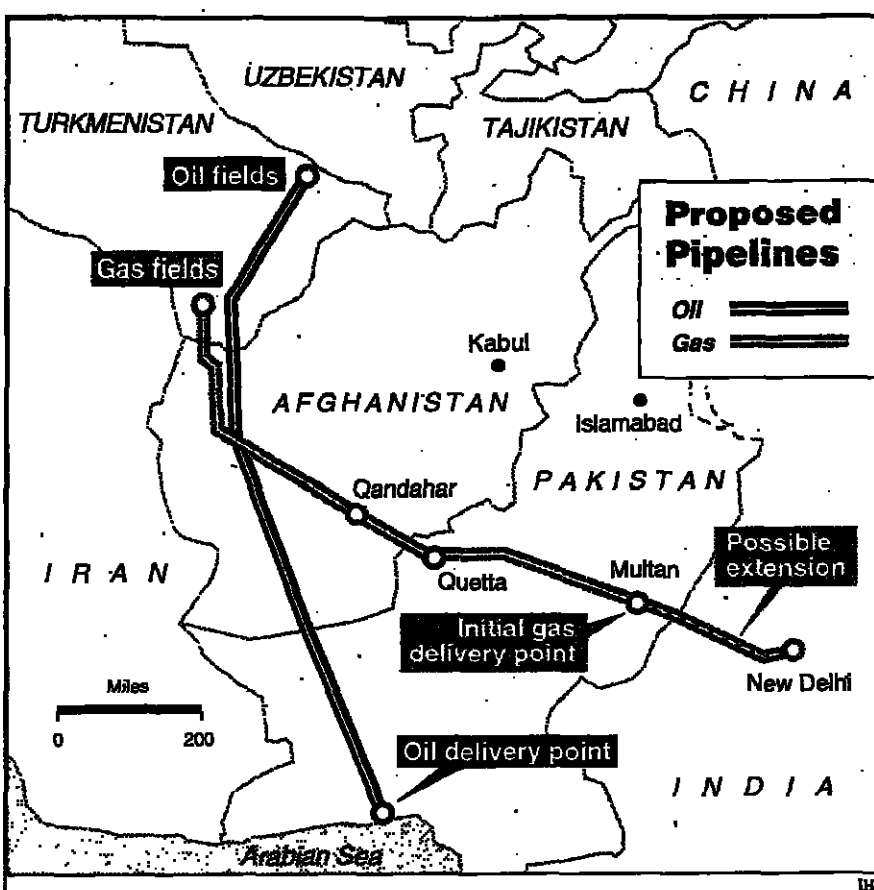 UZBEKISTAN
CHINA
TURKMENISTAN
TAJIKISTAN
Oil fields
Proposed
Pipelines
Gas fields
Oil
Gas
Kabul
AFGHANISTAN
Islamabad
PAKISTAN
Qandahar
Possible
extension
IRAN
Quetta
Multan
Initial gas
delivery point
New Delhi
Miles
0 200
Oil delivery point
INDIA
Arabian Sea